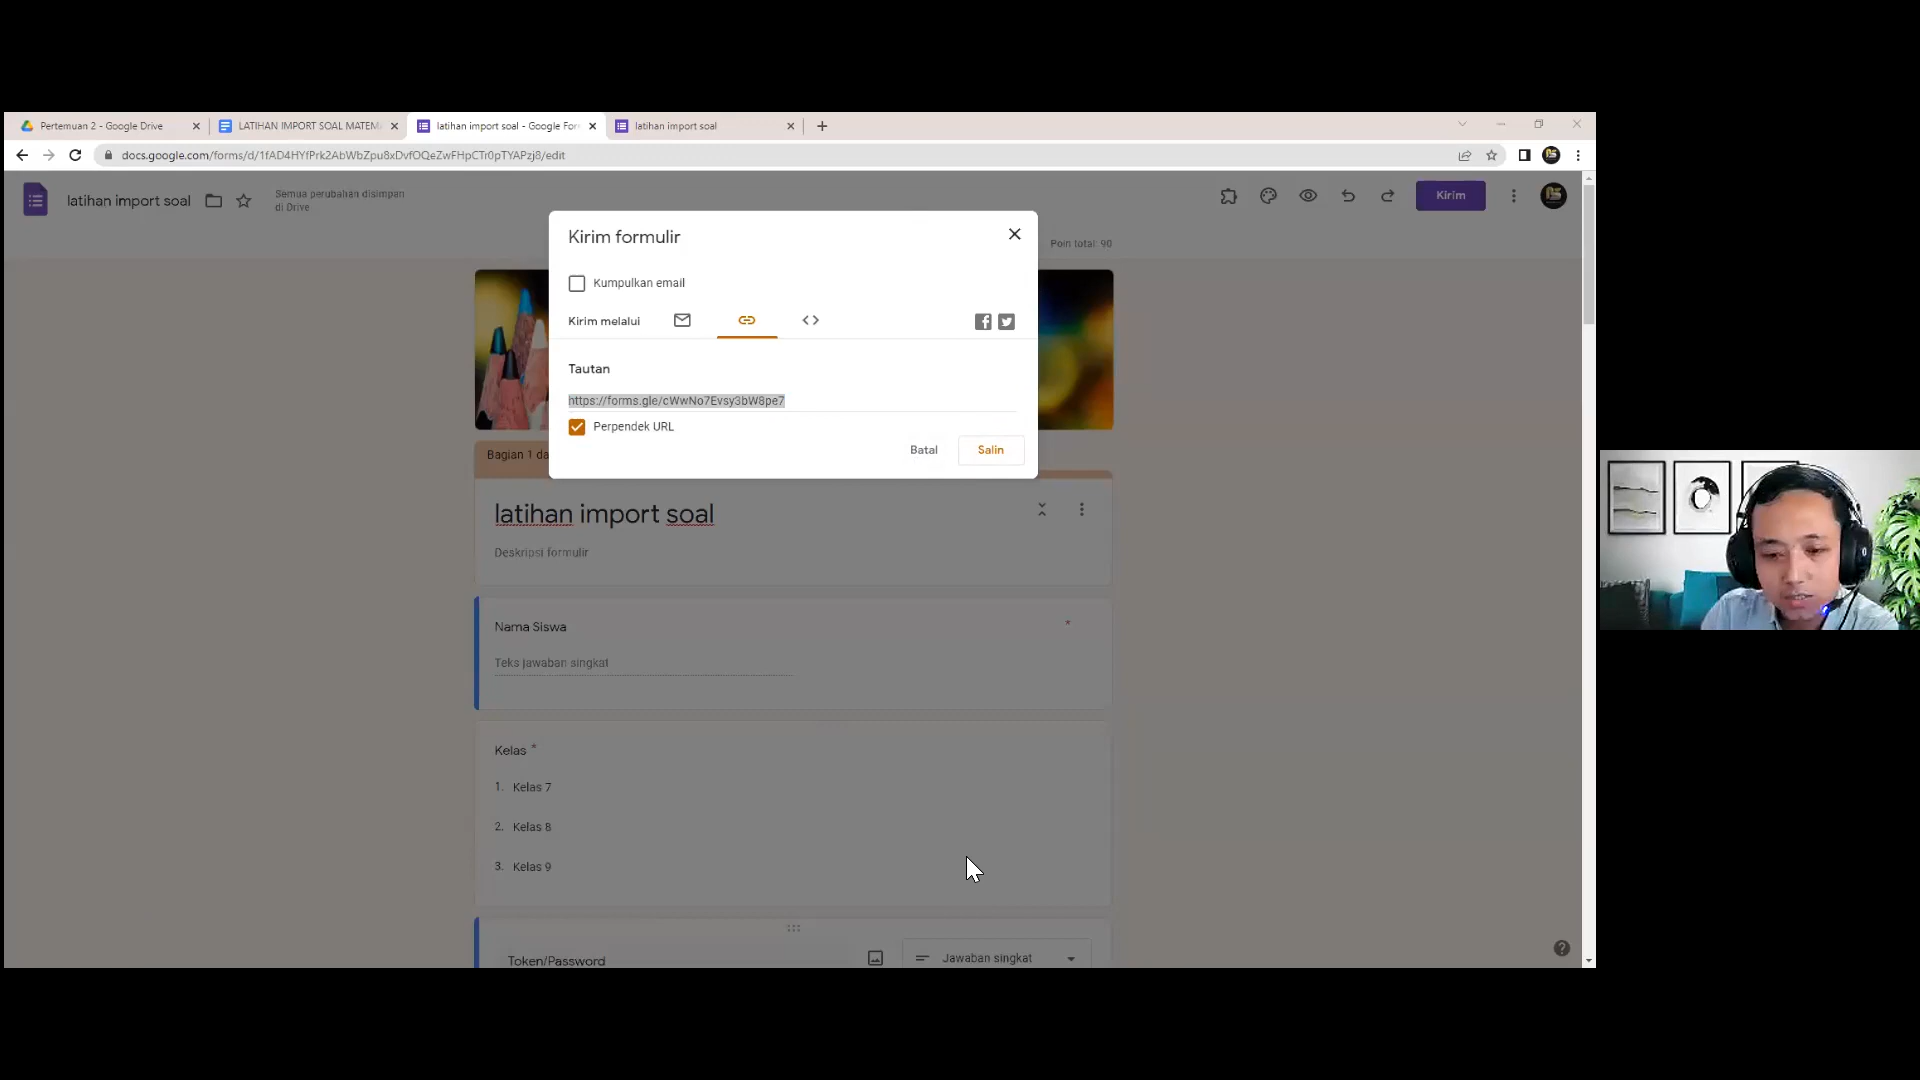 Pertemuan 2 - Google Drive
LATIHAN IMPORT SOAL MATEM
latihan import soal - Google For
latihan import soal
docs.google.com/forms/d/1fAD4HYfPrk2AbWbZpu8xDvfOQeZwFHpCTr0pTYAPzj8/edit
latihan import soal
Semua perubahan disimpan
di Drive
Kirim
Kirim formulir
Poin total: 90
Kumpulkan email
Kirim melalui
Tautan
https://forms.gle/cWwNo7Evsy3bW8pe7
Perpendek URL
Batal
Salin
Bagian 1 da
latihan import soal
Deskripsi formulir
Nama Siswa
*
Teks jawaban singkat
Kelas *
1. Kelas 7
2. Kelas 8
3. Kelas 9
Token/Password
Jawaban singkat